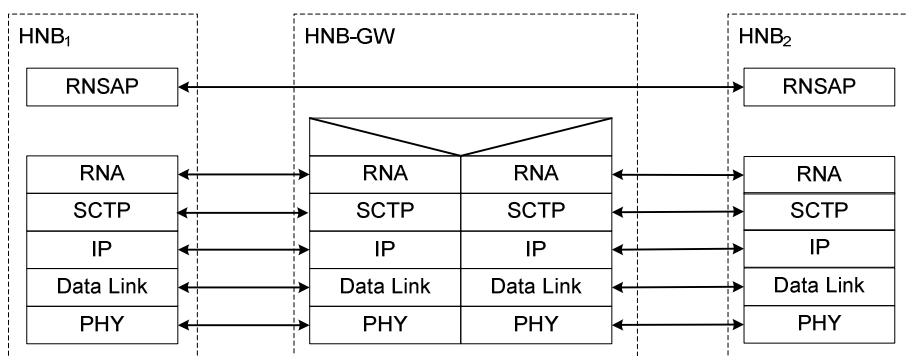 HNB₁ HNB-GW HNB₂
RNSAP RNSAP
RNA RNA RNA RNA
SCTP SCTP SCTP SCTP
IP IP IP IP
Data Link Data Link Data Link Data Link
PHY PHY PHY PHY